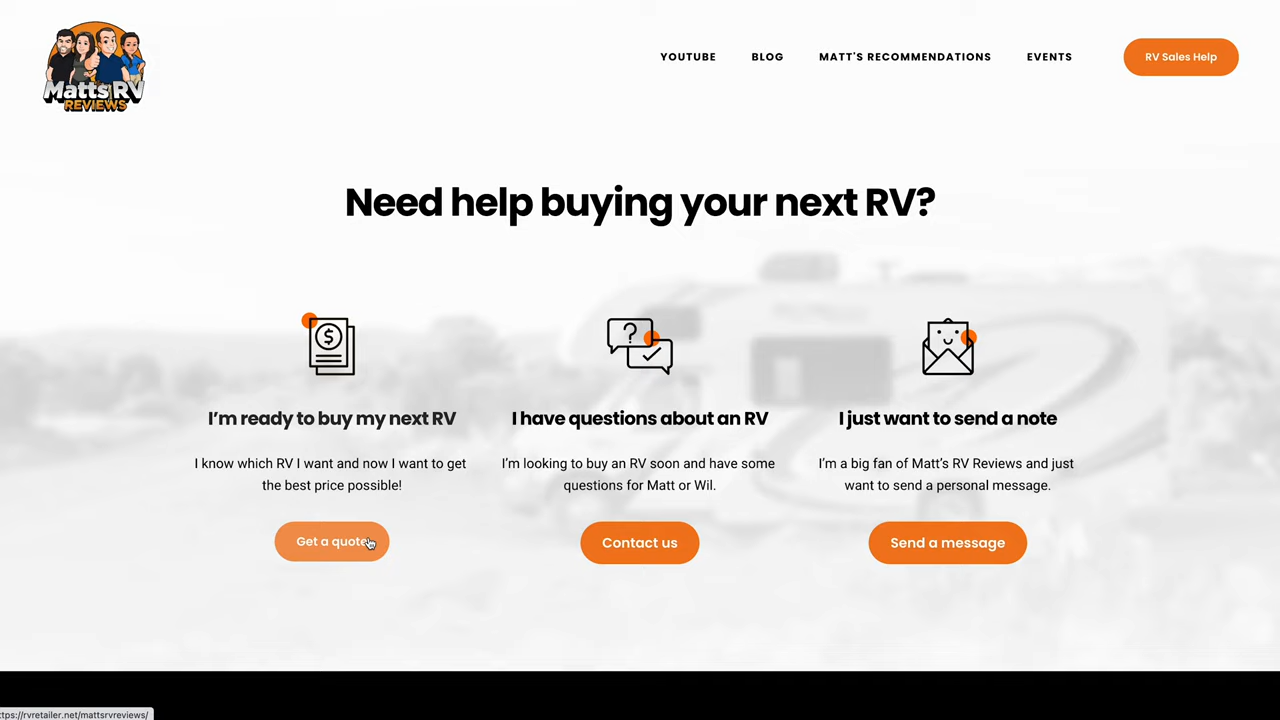 Matts RV
REVIEWS
YOUTUBE
BLOG
MATT'S RECOMMENDATIONS
EVENTS
RV Sales Help
Need help buying your next RV?
$
?
I'm ready to buy my next RV
I know which RV I want and now I want to get
the best price possible!
Get a quote
I have questions about an RV
I'm looking to buy an RV soon and have some
questions for Matt or Wil.
Contact us
I just want to send a note
I'm a big fan of Matt's RV Reviews and just
want to send a personal message.
Send a message
ttps://rvretailer.net/mattsrvreviews/